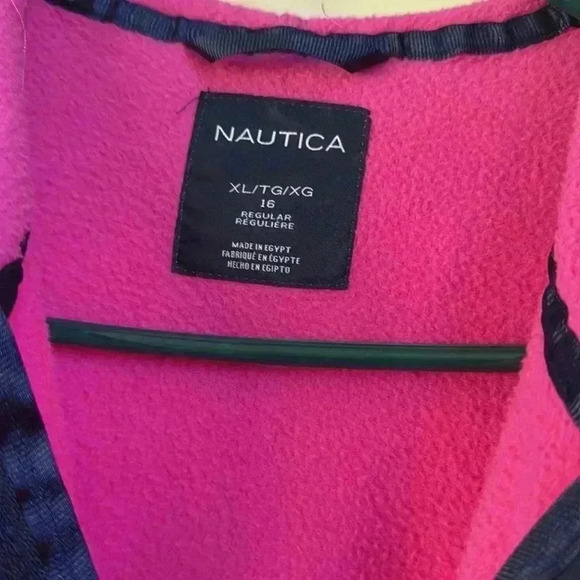 NAUTICA
XL/TG/XG
16
REGULAR
RÉGULIÈRE
MADE IN EGYPT
FABRIQUÉ EN ÉGYPTE
HECHO EN EGIPTO